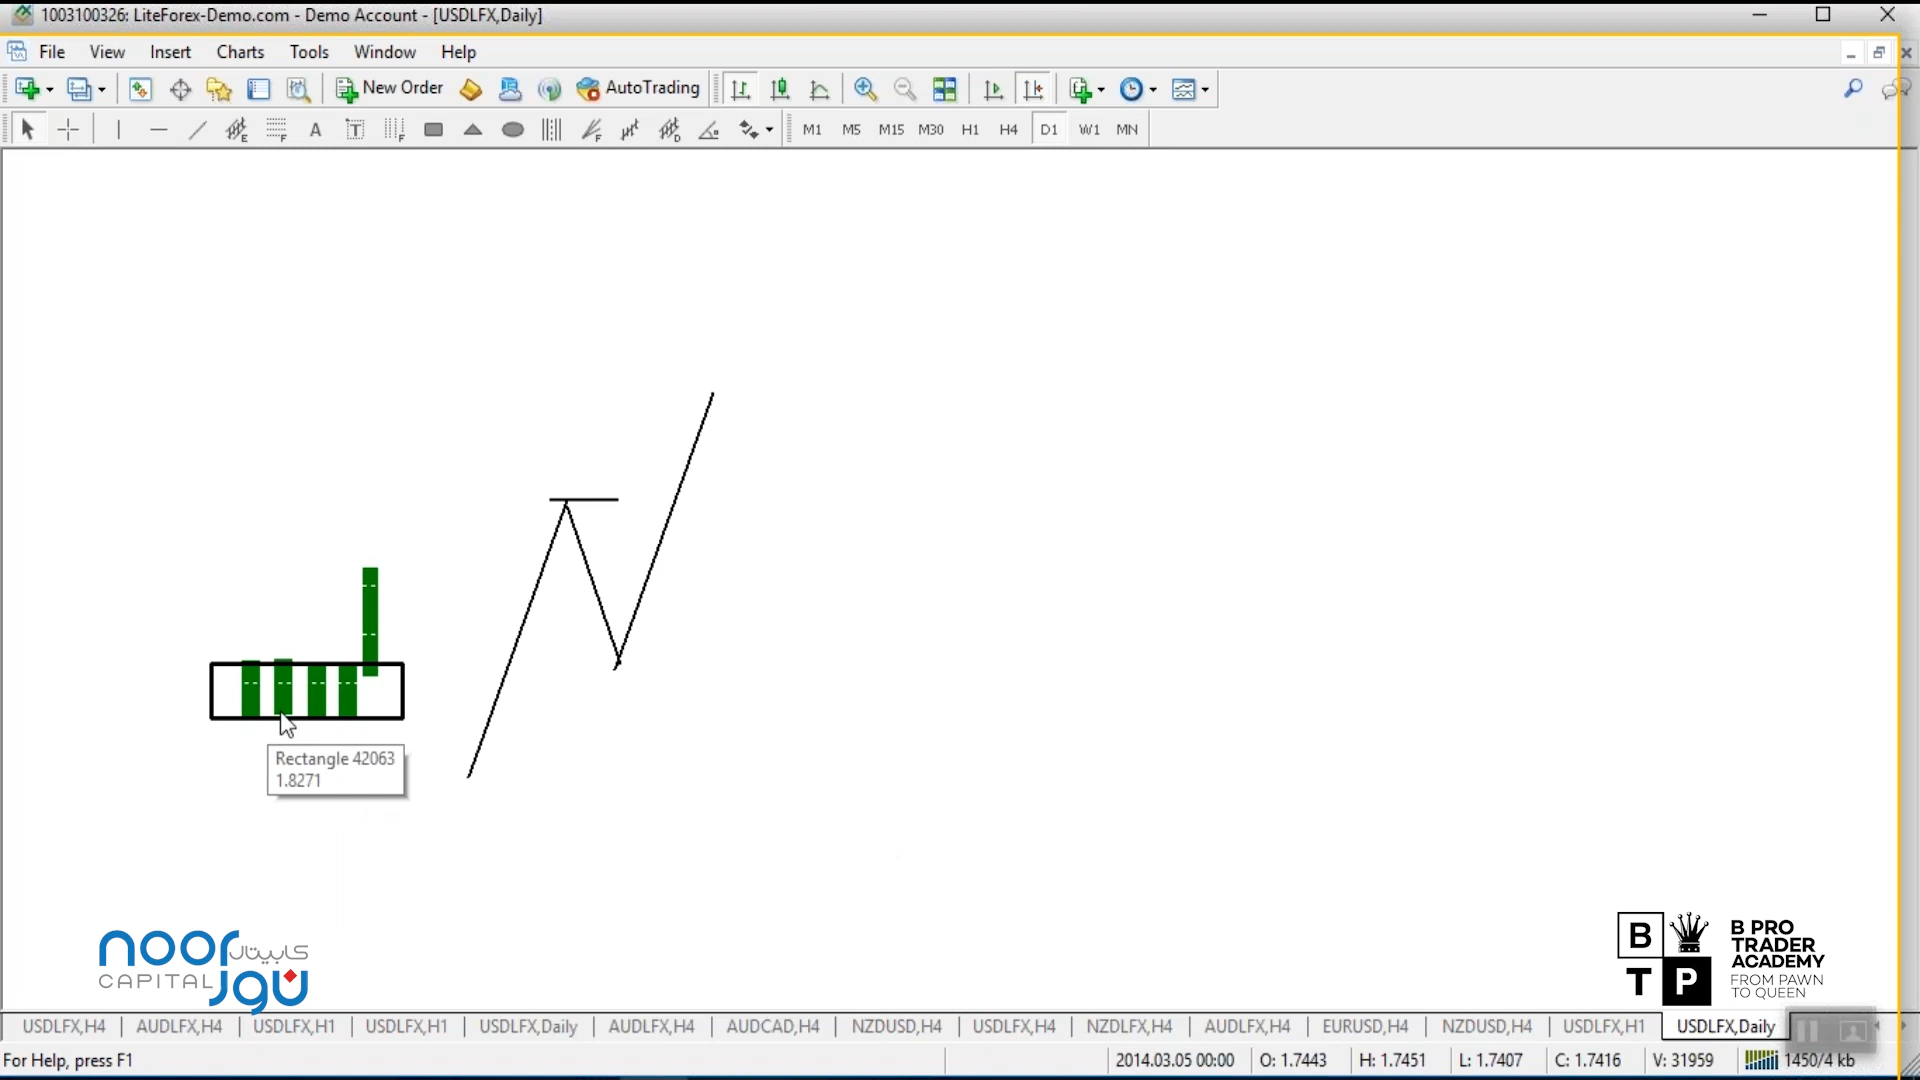 1003100326: LiteForex-Demo.com - Demo Account - [USDLFX,Daily]
File View Insert Charts Tools Window Help
New Order AutoTrading
A T M1 M5 M15 M30 H1 H4 D1 W1 MN
Rectangle 42063
1.8271
noor كابيتال
CAPITAL نور
B T P
B PRO
TRADER
ACADEMY
FROM PAWN
TO QUEEN
USDLFX,H4 AUDLFX,H4 USDLFX,H1 USDLFX,H1 USDLFX,Daily AUDLFX,H4 AUDCAD,H4 NZDUSD,H4 USDLFX,H4 NZDLFX,H4 AUDLFX,H4 EURUSD,H4 NZDUSD,H4 USDLFX,H1 USDLFX,Daily
For Help, press F1 2014.03.05 00:00 O: 1.7443 H: 1.7451 L: 1.7407 C: 1.7416 V: 31959 1450/4 kb